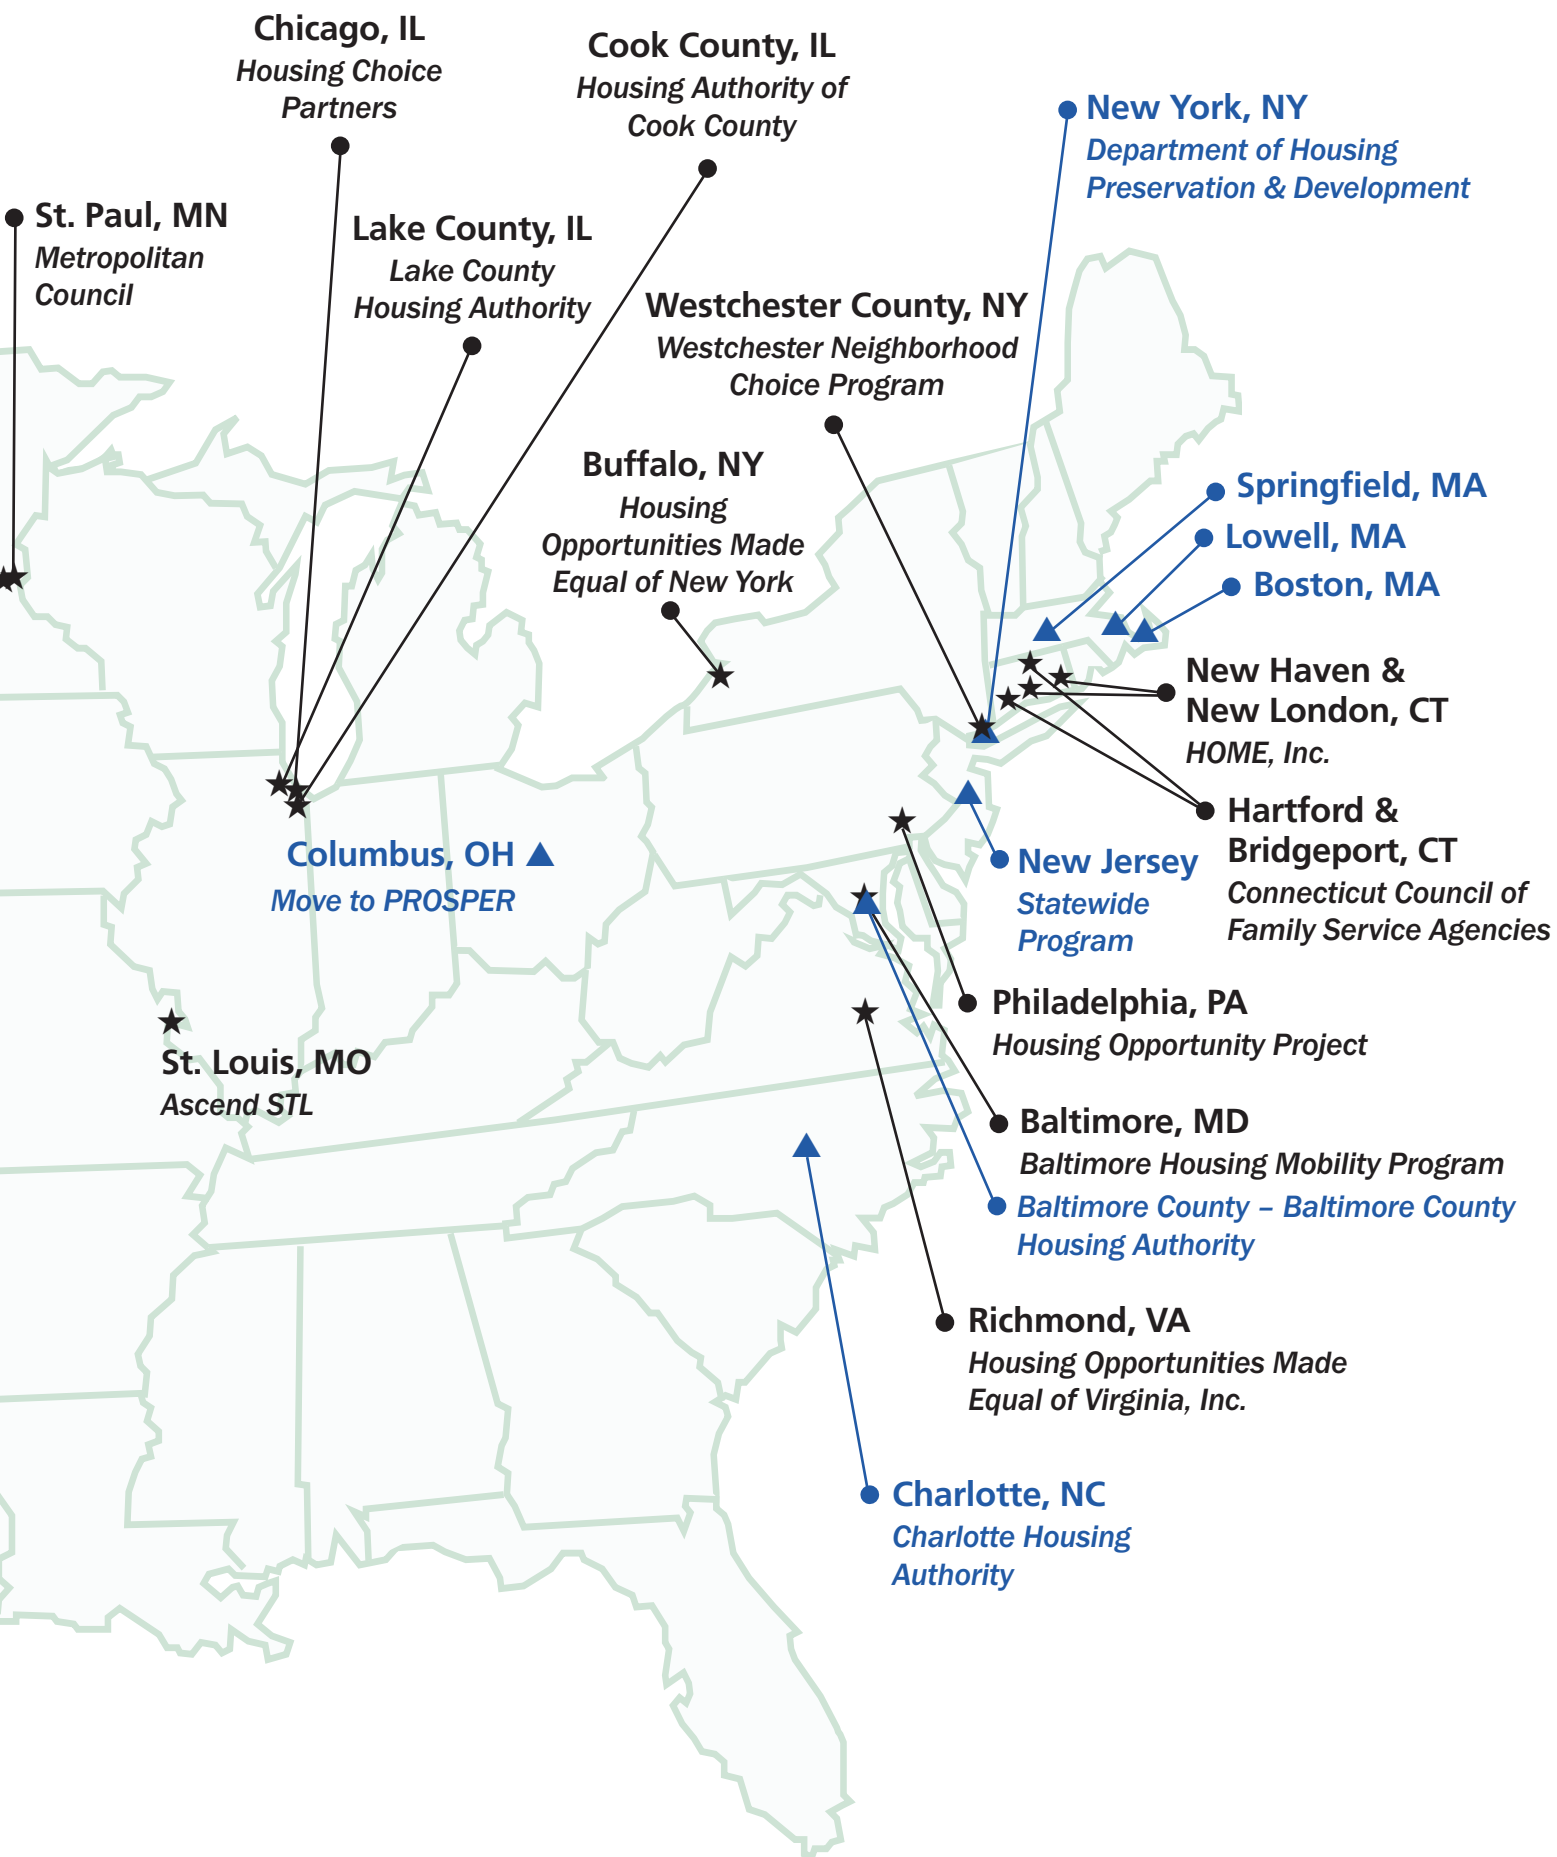 Chicago, IL
Housing Choice
Partners
Cook County, IL
Housing Authority of
Cook County
New York, NY
Department of Housing
Preservation & Development
St. Paul, MN
Metropolitan
Council
Lake County, IL
Lake County
Housing Authority
Westchester County, NY
Westchester Neighborhood
Choice Program
Buffalo, NY
Housing
Opportunities Made
Equal of New York
Springfield, MA
Lowell, MA
Boston, MA
New Haven &
New London, CT
HOME, Inc.
Hartford &
Bridgeport, CT
Connecticut Council of
Family Service Agencies
Columbus, OH
Move to PROSPER
New Jersey
Statewide
Program
Philadelphia, PA
Housing Opportunity Project
St. Louis, MO
Ascend STL
Baltimore, MD
Baltimore Housing Mobility Program
Baltimore County – Baltimore County
Housing Authority
Richmond, VA
Housing Opportunities Made
Equal of Virginia, Inc.
Charlotte, NC
Charlotte Housing
Authority